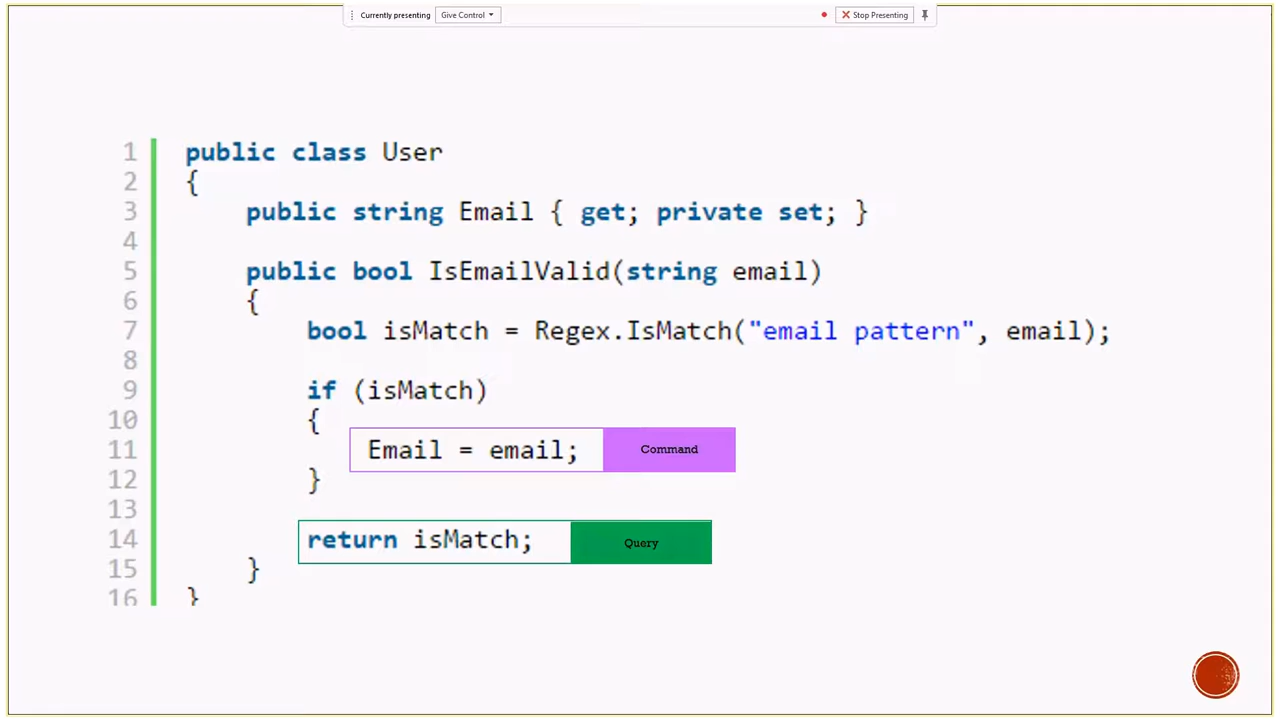 Currently presenting Give Control Stop Presenting
1 public class User
2 {
3 public string Email { get; private set; }
4
5 public bool IsEmailValid(string email)
6 {
7 bool isMatch = Regex.IsMatch("email pattern", email);
8
9 if (isMatch)
10 {
11 Email = email; Command
12 }
13
14 return isMatch; Query
15 }
16 }